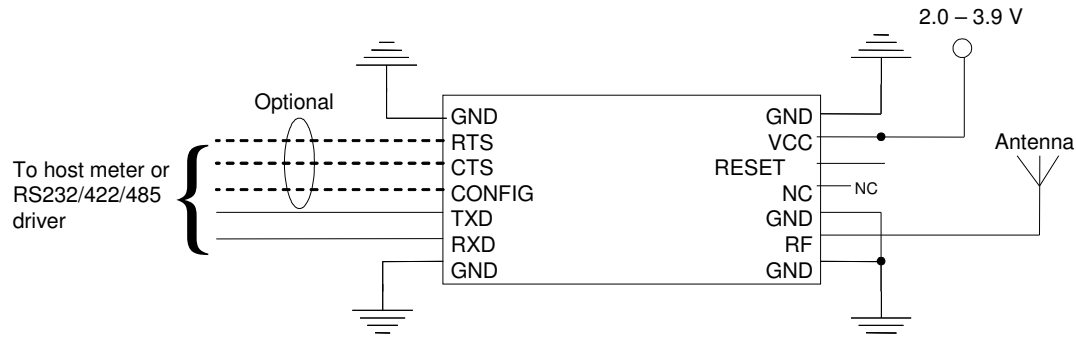 2.0 – 3.9 V
Optional
Antenna
To host meter or
RS232/422/485
driver
GND
RTS
CTS
CONFIG
TXD
RXD
GND
GND
VCC
RESET
NC
NC
GND
RF
GND